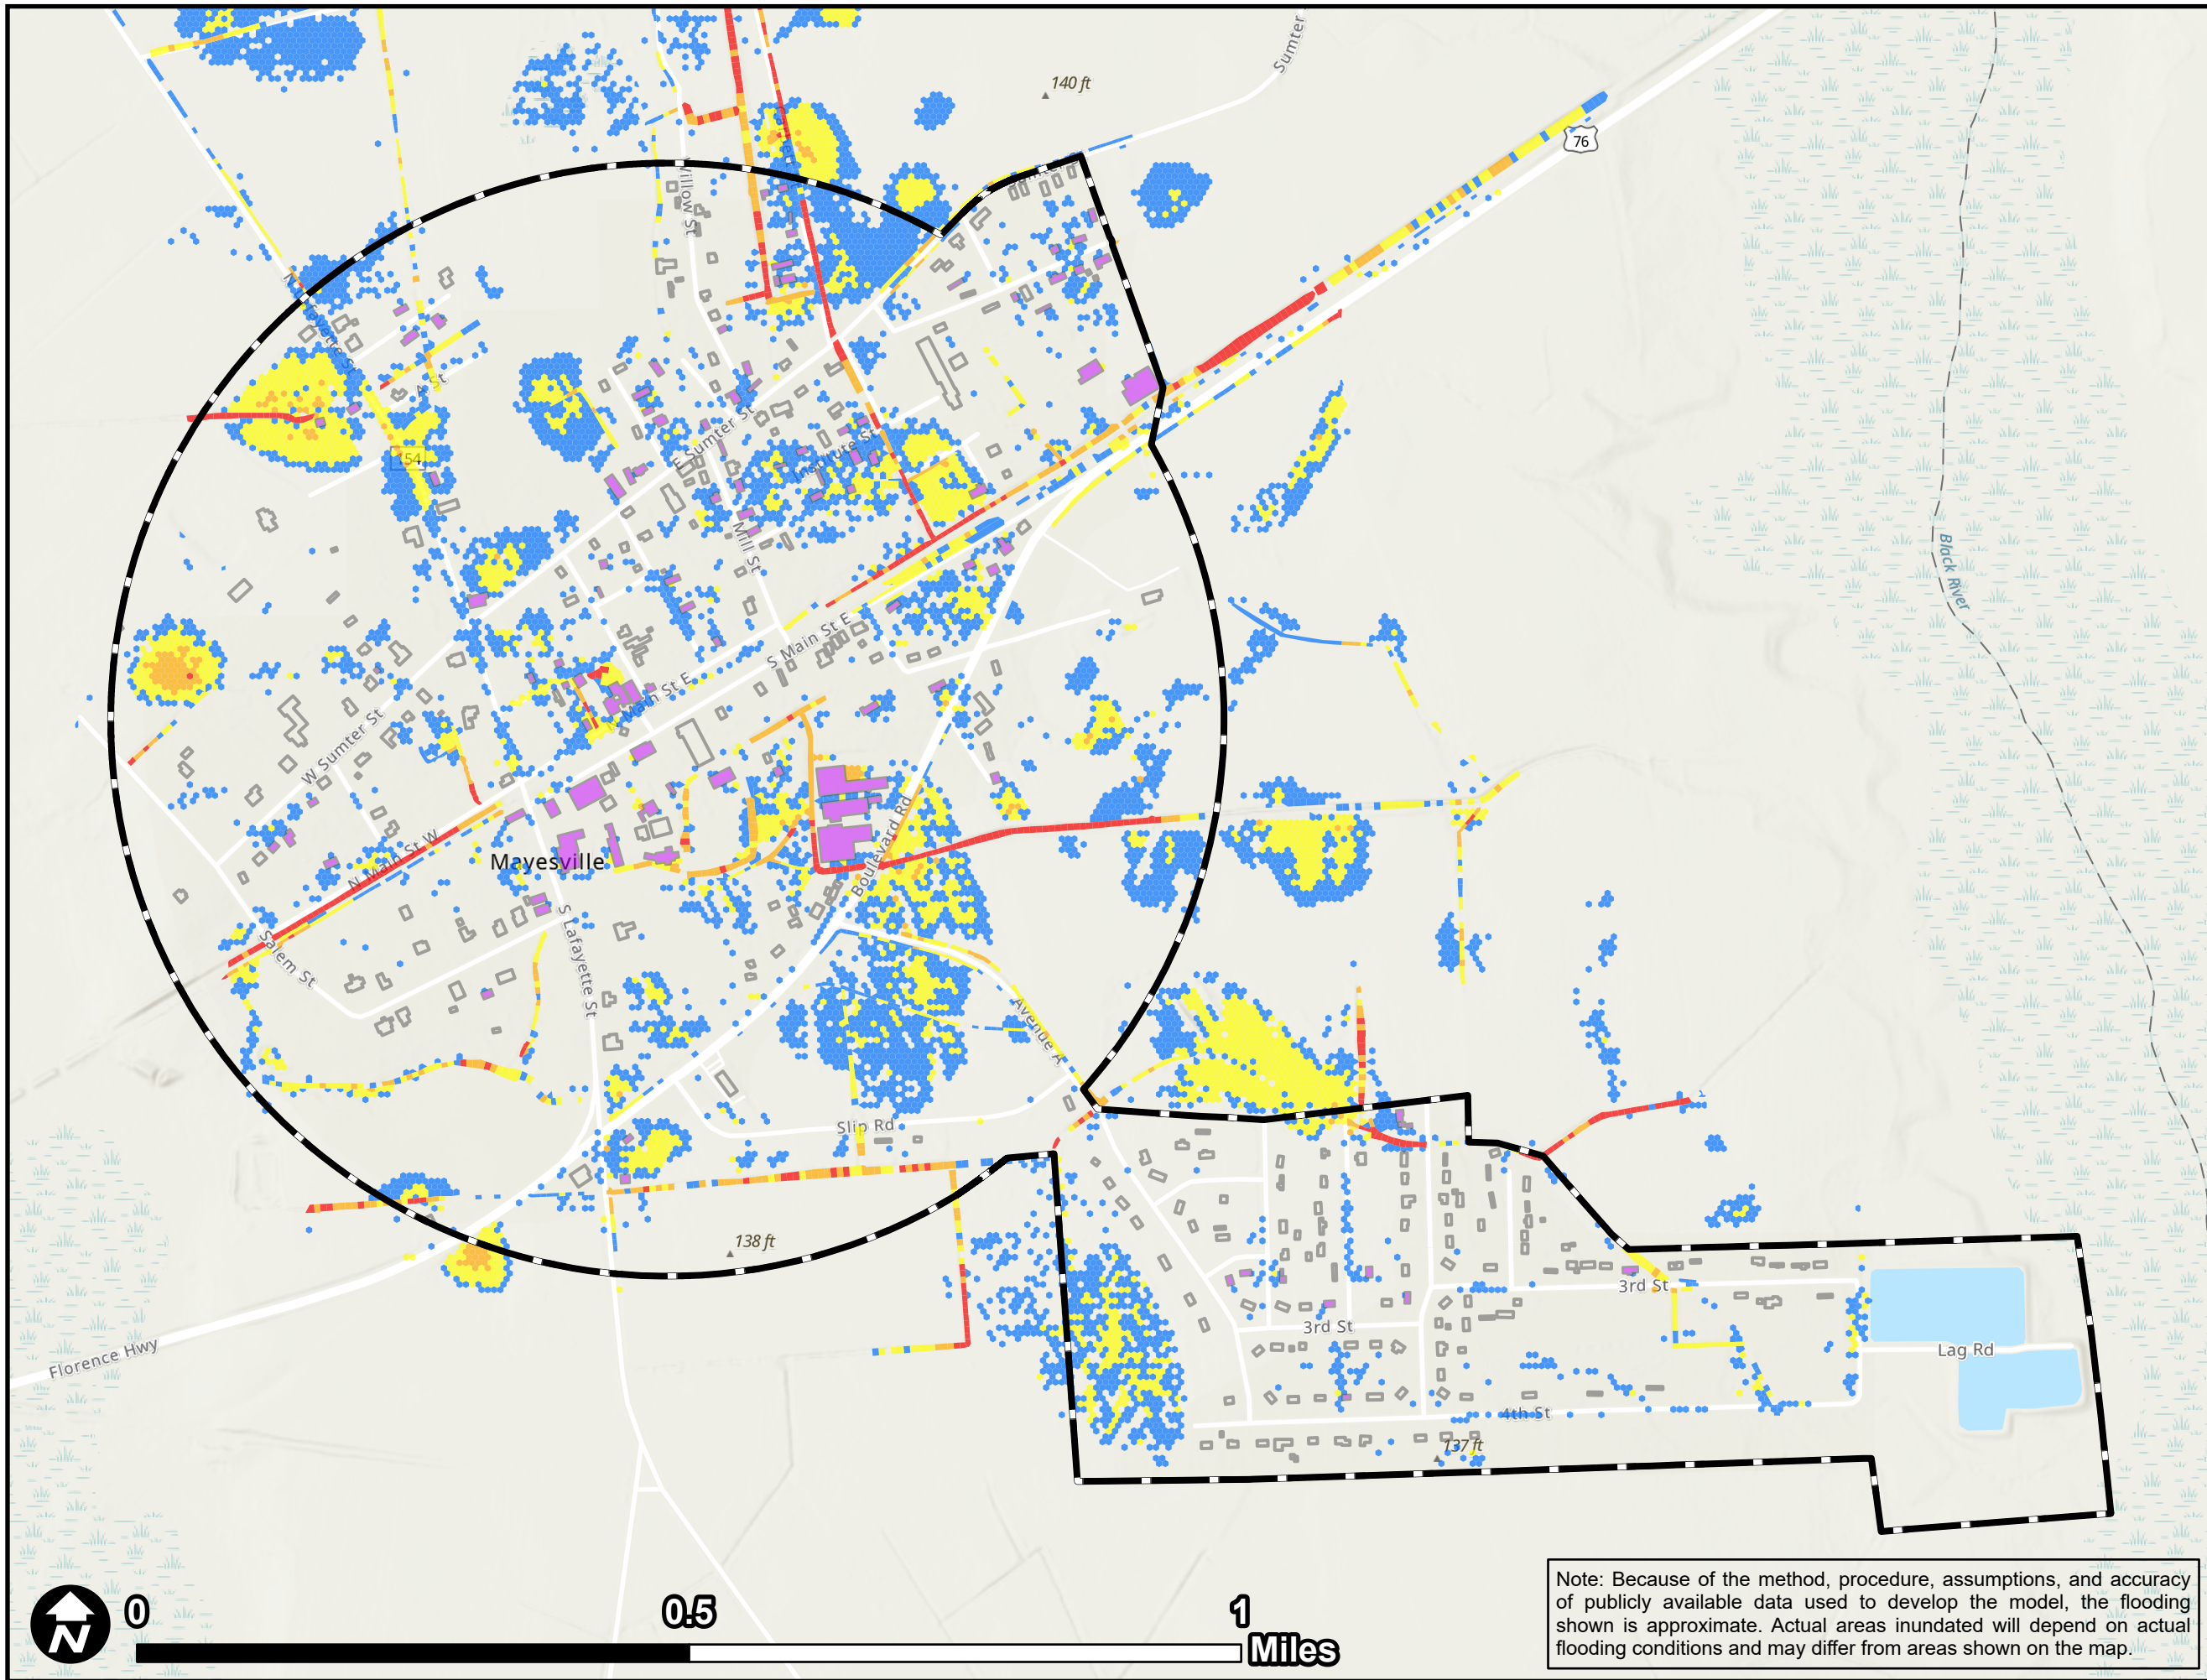 Sumter
140 ft
76
Willow St
Sumter
N Lafayette St
A St
154
E Sumter St
Institute St
Mill St
Black River
S Main St E
N Main St E
W Sumter St
N Main St W
Mayesville
Boulevard Rd
Salem St
S Lafayette St
Avenue A
Slip Rd
138 ft
3rd St
3rd St
Lag Rd
Florence Hwy
4th St
137 ft
N
0 0.5 1
Miles
Note: Because of the method, procedure, assumptions, and accuracy
of publicly available data used to develop the model, the flooding
shown is approximate. Actual areas inundated will depend on actual
flooding conditions and may differ from areas shown on the map.